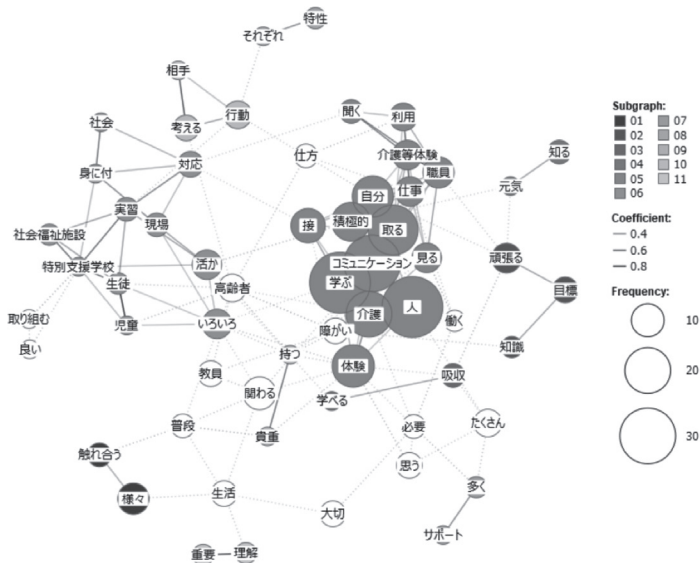 特性
それぞれ
相手
考える
行動
社会
身に付
対応
仕方
聞く
利用
介護等体験
職員
知る
元気
自分
仕事
実習
現場
社会福祉施設
特別支援学校
生徒
活か
接
積極的
取る
コミュニケーション
見る
頑張る
目標
学ぶ
高齢者
介護
人
働く
取り組む
良い
児童
いろいろ
障がい
知識
持つ
体験
吸収
教員
関わる
学べる
普段
貴重
必要
たくさん
触れ合う
様々
生活
思う
多く
大切
サポート
重要
理解
Subgraph:
01 07
02 08
03 09
04 10
05 11
06
Coefficient:
0.4
0.6
0.8
Frequency:
10
20
30